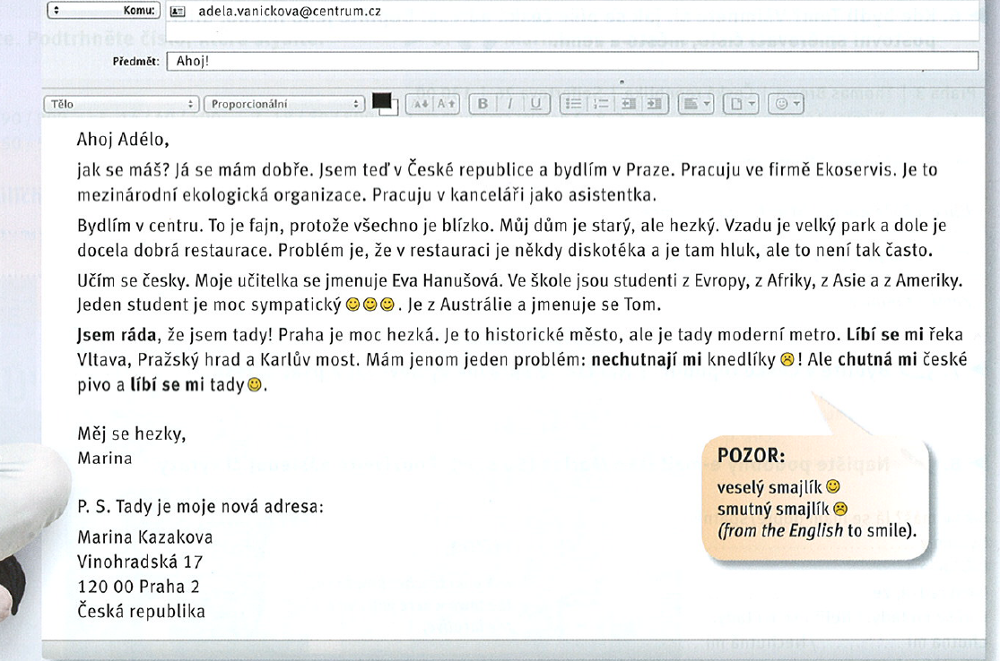 Komu: adela.vanickova@centrum.cz
Předmět: Ahoj!
Tělo Proporcionální B I U
Ahoj Adélo,
jak se máš? Já se mám dobře. Jsem teď v České republice a bydlím v Praze. Pracuju ve firmě Ekoservis. Je to
mezinárodní ekologická organizace. Pracuju v kanceláři jako asistentka.
Bydlím v centru. To je fajn, protože všechno je blízko. Můj dům je starý, ale hezký. Vzadu je velký park a dole je
docela dobrá restaurace. Problém je, že v restauraci je někdy diskotéka a je tam hluk, ale to není tak často.
Učím se česky. Moje učitelka se jmenuje Eva Hanušová. Ve škole jsou studenti z Evropy, z Afriky, z Asie a z Ameriky.
Jeden student je moc sympatický 😊😊😊. Je z Austrálie a jmenuje se Tom.
Jsem ráda, že jsem tady! Praha je moc hezká. Je to historické město, ale je tady moderní metro. Líbí se mi řeka
Vltava, Pražský hrad a Karlův most. Mám jenom jeden problém: nechutnají mi knedlíky ☹! Ale chutná mi české
pivo a líbí se mi tady 😊.
Měj se hezky,
Marina
P. S. Tady je moje nová adresa:
Marina Kazakova
Vinohradská 17
120 00 Praha 2
Česká republika
POZOR:
veselý smajlík 😊
smutný smajlík ☹
(from the English to smile).